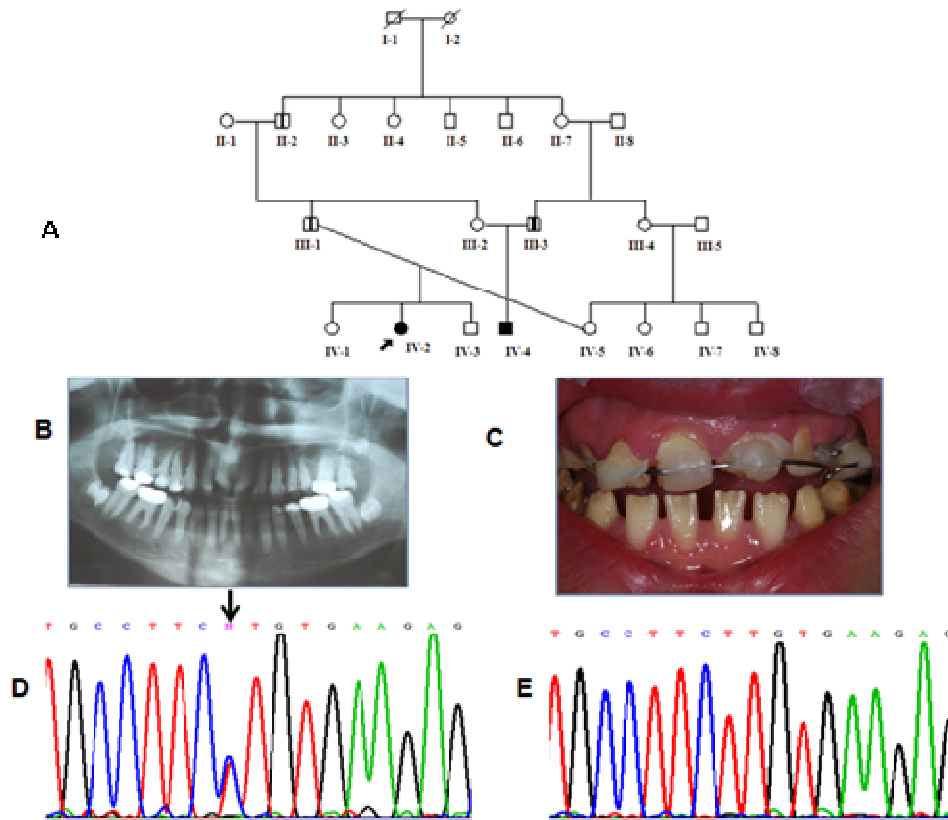 I-1 I-2
II-1 II-2 II-3 II-4 II-5 II-6 II-7 II-8
A
III-1 III-2 III-3 III-4 III-5
IV-1 IV-2 IV-3 IV-4 IV-5 IV-6 IV-7 IV-8
B
C
T G C C T T C N T G T G A A G A G
T G C C T T C T T G T G A A G A
D
E